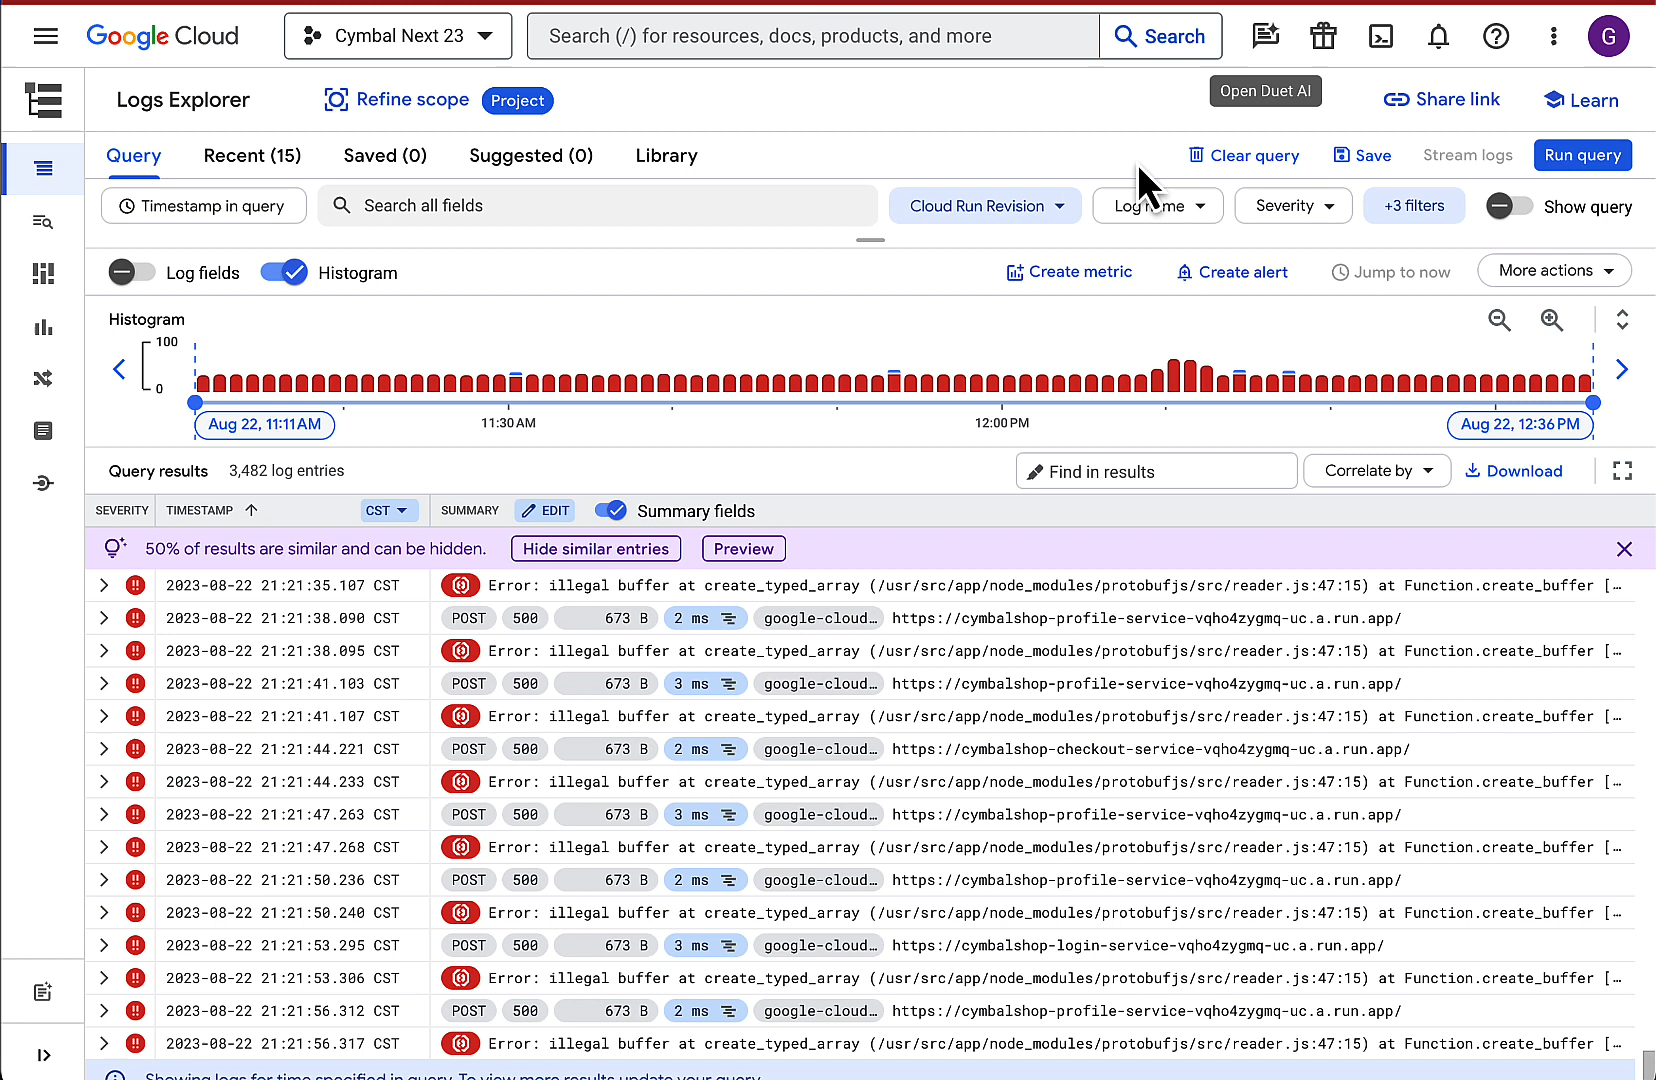 Google Cloud
Cymbal Next 23
Search (/) for resources, docs, products, and more
Search
G
Logs Explorer
Refine scope
Project
Open Duet AI
Share link
Learn
Query
Recent (15)
Saved (0)
Suggested (0)
Library
Clear query
Save
Stream logs
Run query
Timestamp in query
Search all fields
Cloud Run Revision
Severity
+3 filters
Show query
Log fields
Histogram
Create metric
Create alert
Jump to now
More actions
Histogram
100
0
Aug 22, 11:11 AM
11:30 AM
12:00 PM
Aug 22, 12:36 PM
Query results
3,482 log entries
Find in results
Correlate by
Download
SEVERITY
TIMESTAMP
CST
SUMMARY
EDIT
Summary fields
50% of results are similar and can be hidden.
Hide similar entries
Preview
2023-08-22 21:21:35.107 CST Error: illegal buffer at create_typed_array (/usr/src/app/node_modules/protobufjs/src/reader.js:47:15) at Function.create_buffer […
2023-08-22 21:21:38.090 CST POST 500 673 B 2 ms google-cloud… https://cymbalshop-profile-service-vqho4zygmq-uc.a.run.app/
2023-08-22 21:21:38.095 CST Error: illegal buffer at create_typed_array (/usr/src/app/node_modules/protobufjs/src/reader.js:47:15) at Function.create_buffer […
2023-08-22 21:21:41.103 CST POST 500 673 B 3 ms google-cloud… https://cymbalshop-profile-service-vqho4zygmq-uc.a.run.app/
2023-08-22 21:21:41.107 CST Error: illegal buffer at create_typed_array (/usr/src/app/node_modules/protobufjs/src/reader.js:47:15) at Function.create_buffer […
2023-08-22 21:21:44.221 CST POST 500 673 B 2 ms google-cloud… https://cymbalshop-checkout-service-vqho4zygmq-uc.a.run.app/
2023-08-22 21:21:44.233 CST Error: illegal buffer at create_typed_array (/usr/src/app/node_modules/protobufjs/src/reader.js:47:15) at Function.create_buffer […
2023-08-22 21:21:47.263 CST POST 500 673 B 3 ms google-cloud… https://cymbalshop-profile-service-vqho4zygmq-uc.a.run.app/
2023-08-22 21:21:47.268 CST Error: illegal buffer at create_typed_array (/usr/src/app/node_modules/protobufjs/src/reader.js:47:15) at Function.create_buffer […
2023-08-22 21:21:50.236 CST POST 500 673 B 2 ms google-cloud… https://cymbalshop-profile-service-vqho4zygmq-uc.a.run.app/
2023-08-22 21:21:50.240 CST Error: illegal buffer at create_typed_array (/usr/src/app/node_modules/protobufjs/src/reader.js:47:15) at Function.create_buffer […
2023-08-22 21:21:53.295 CST POST 500 673 B 3 ms google-cloud… https://cymbalshop-login-service-vqho4zygmq-uc.a.run.app/
2023-08-22 21:21:53.306 CST Error: illegal buffer at create_typed_array (/usr/src/app/node_modules/protobufjs/src/reader.js:47:15) at Function.create_buffer […
2023-08-22 21:21:56.312 CST POST 500 673 B 2 ms google-cloud… https://cymbalshop-profile-service-vqho4zygmq-uc.a.run.app/
2023-08-22 21:21:56.317 CST Error: illegal buffer at create_typed_array (/usr/src/app/node_modules/protobufjs/src/reader.js:47:15) at Function.create_buffer […
Showing logs for time specified in query. To view more results update your query.